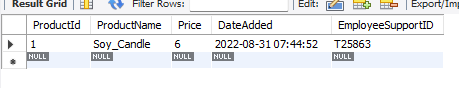 Result Grid Filter Rows: Edit: Export/Imp
ProductId ProductName Price DateAdded EmployeeSupportID
1 Soy_Candle 6 2022-08-31 07:44:52 T25863
NULL NULL NULL NULL NULL